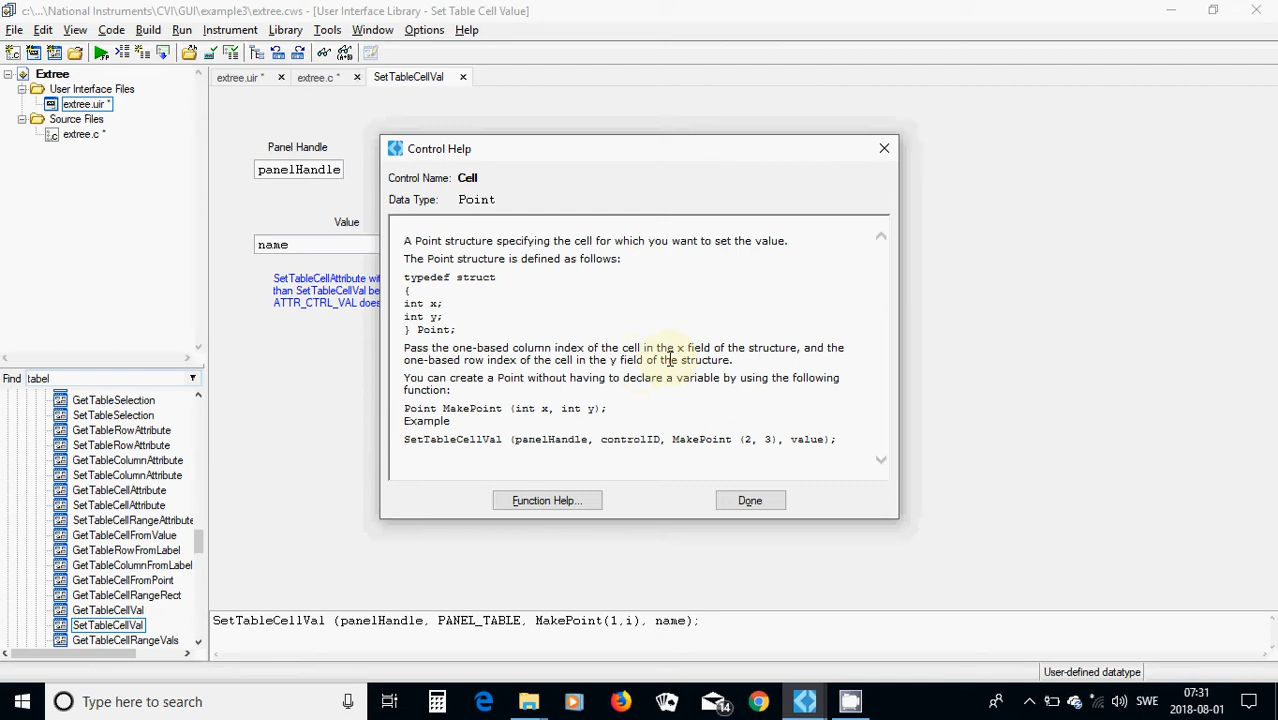 c:\...\National Instruments\CVI\GUI\example3\extree.cws - [User Interface Library - Set Table Cell Value]
File Edit View Code Build Run Instrument Library Tools Window Options Help
Extree
User Interface Files
extree.uir *
Source Files
extree.c *
extree.uir * extree.c * SetTableCellVal
Panel Handle
panelHandle
Value
name
SetTableCellAttribute wit
than SetTableCellVal be
ATTR_CTRL_VAL doe
Control Help
Control Name: Cell
Data Type: Point
A Point structure specifying the cell for which you want to set the value.
The Point structure is defined as follows:
typedef struct
{
int x;
int y;
} Point;
Pass the one-based column index of the cell in the x field of the structure, and the
one-based row index of the cell in the y field of the structure.
You can create a Point without having to declare a variable by using the following
function:
Point MakePoint (int x, int y);
Example
SetTableCellVal (panelHandle, controlID, MakePoint (2, 3), value);
Function Help... Done
Find tabel
GetTableSelection
SetTableSelection
GetTableRowAttribute
SetTableRowAttribute
GetTableColumnAttribute
SetTableColumnAttribute
GetTableCellAttribute
SetTableCellAttribute
SetTableCellRangeAttribute
GetTableCellFromValue
GetTableRowFromLabel
GetTableColumnFromLabel
GetTableCellFromPoint
GetTableCellRangeRect
GetTableCellVal
SetTableCellVal
GetTableCellRangeVals
SetTableCellVal (panelHandle, PANEL_TABLE, MakePoint(1,i), name);
User-defined datatype
Type here to search
14
SWE
07:31
2018-08-01